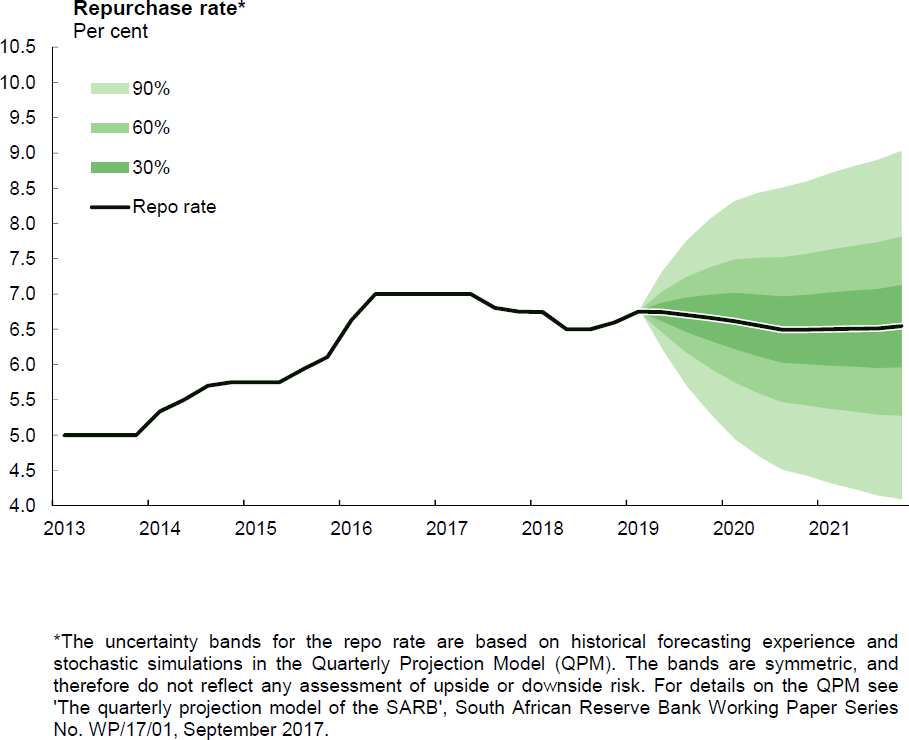 Repurchase rate*
Per cent
10.5
10.0
9.5
9.0
8.5
8.0
7.5
7.0
6.5
6.0
5.5
5.0
4.5
4.0
90%
60%
30%
Repo rate
2013 2014 2015 2016 2017 2018 2019 2020 2021
*The uncertainty bands for the repo rate are based on historical forecasting experience and
stochastic simulations in the Quarterly Projection Model (QPM). The bands are symmetric, and
therefore do not reflect any assessment of upside or downside risk. For details on the QPM see
'The quarterly projection model of the SARB', South African Reserve Bank Working Paper Series
No. WP/17/01, September 2017.